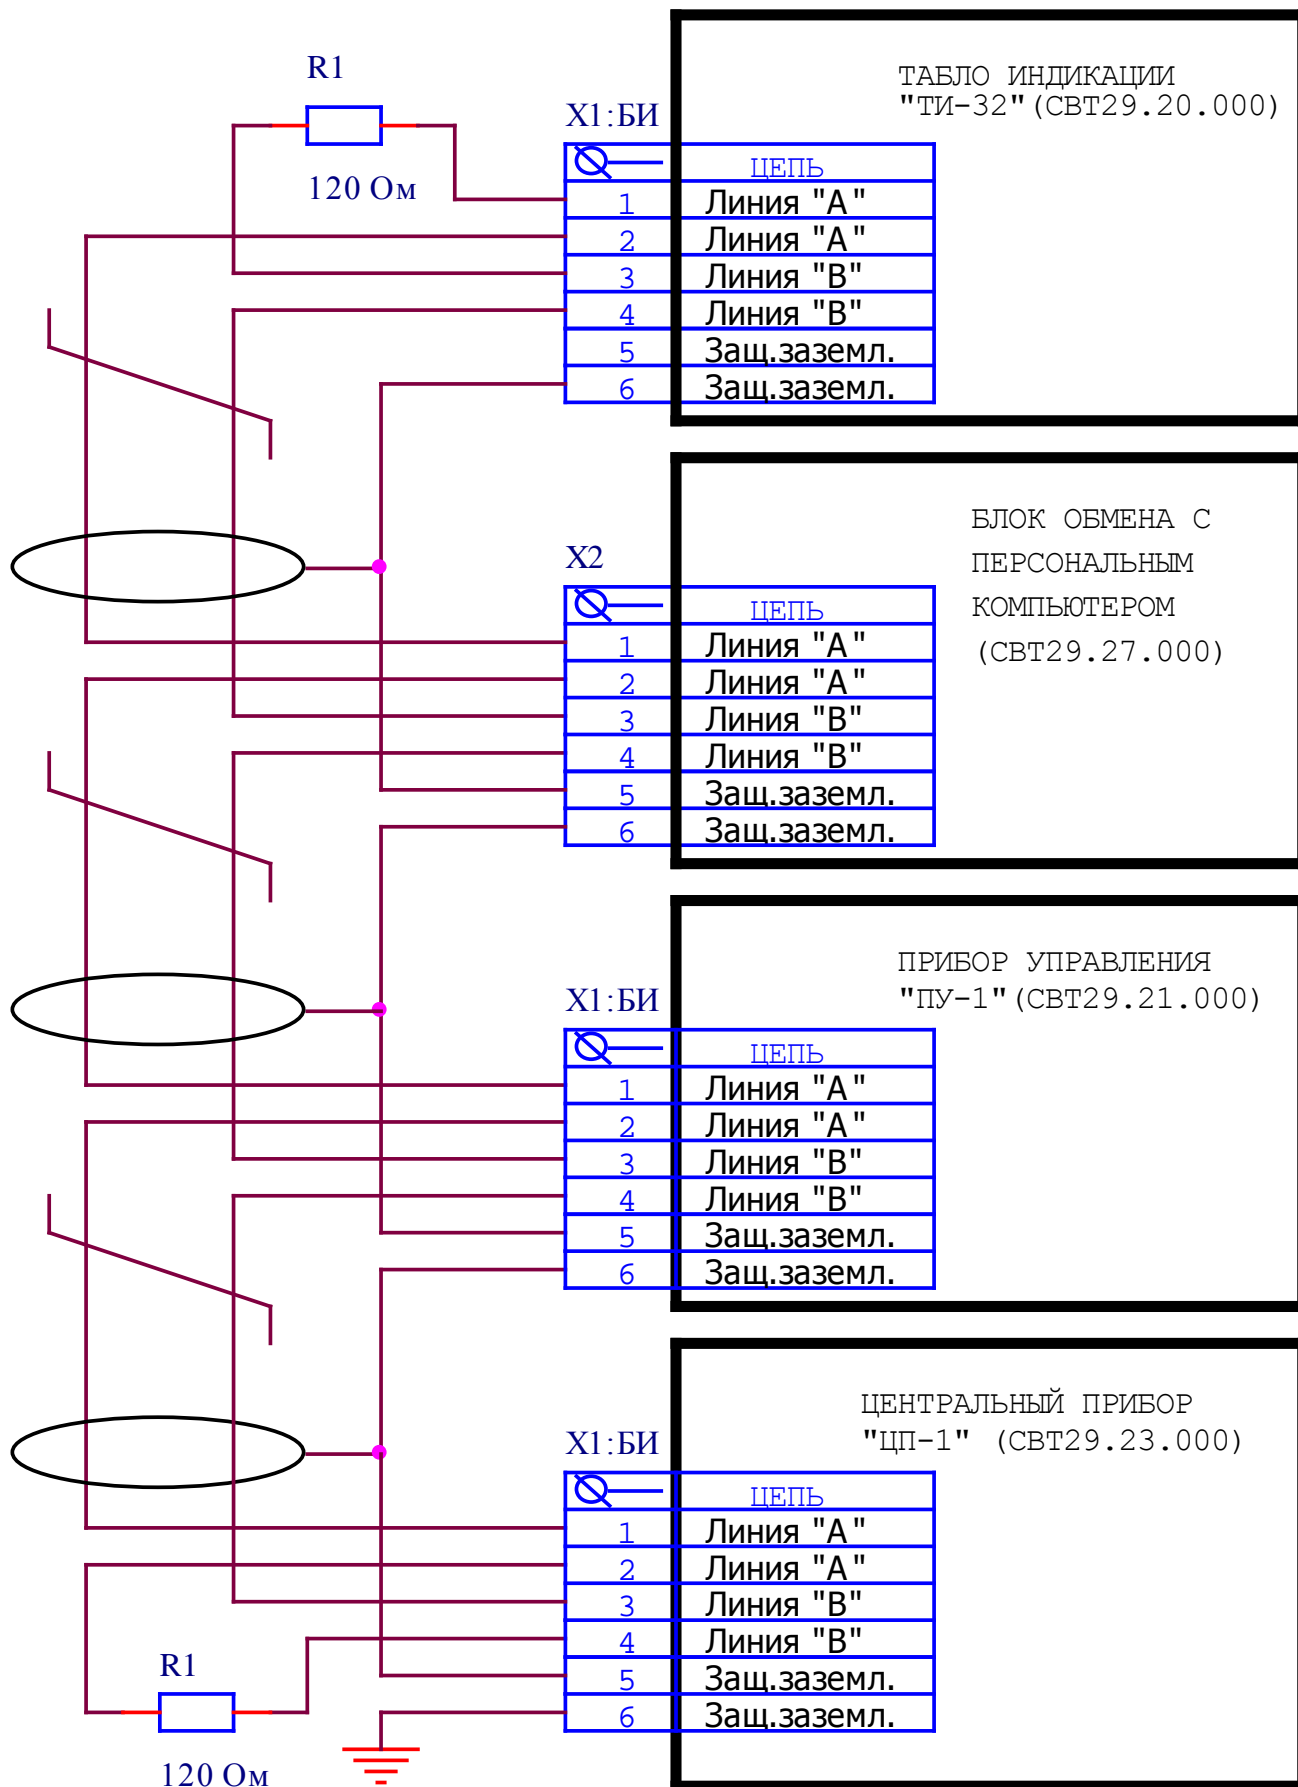 R1
120 Ом
X1:БИ
ТАБЛО ИНДИКАЦИИ
"ТИ-32"(СВТ29.20.000)
ЦЕПЬ
1 Линия "А"
2 Линия "А"
3 Линия "В"
4 Линия "В"
5 Защ.заземл.
6 Защ.заземл.
X2
БЛОК ОБМЕНА С
ПЕРСОНАЛЬНЫМ
КОМПЬЮТЕРОМ
(СВТ29.27.000)
ЦЕПЬ
1 Линия "А"
2 Линия "А"
3 Линия "В"
4 Линия "В"
5 Защ.заземл.
6 Защ.заземл.
X1:БИ
ПРИБОР УПРАВЛЕНИЯ
"ПУ-1"(СВТ29.21.000)
ЦЕПЬ
1 Линия "А"
2 Линия "А"
3 Линия "В"
4 Линия "В"
5 Защ.заземл.
6 Защ.заземл.
X1:БИ
ЦЕНТРАЛЬНЫЙ ПРИБОР
"ЦП-1" (СВТ29.23.000)
ЦЕПЬ
1 Линия "А"
2 Линия "А"
3 Линия "В"
4 Линия "В"
5 Защ.заземл.
6 Защ.заземл.
R1
120 Ом